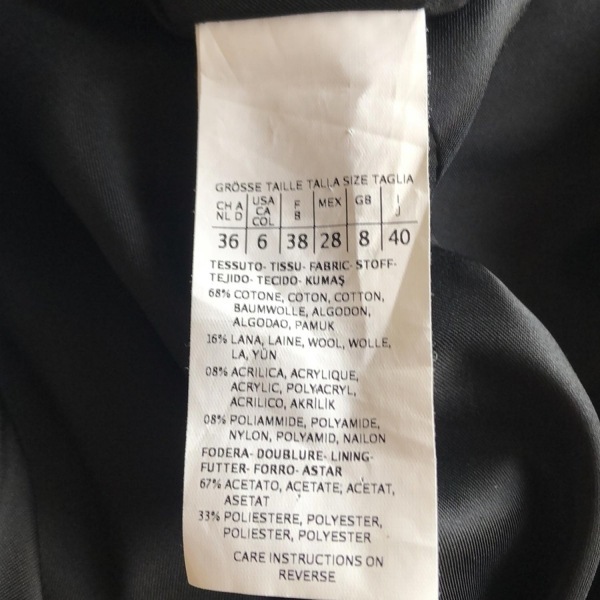 GRÖSSE TAILLE TALLA SIZE TAGLIA
CH A NL D | USA CA COL | F B | MEX | GB | I J
36 | 6 | 38 | 28 | 8 | 40
TESSUTO- TISSU- FABRIC- STOFF-
TEJIDO- TECIDO- KUMAŞ
68% COTONE, COTON, COTTON,
BAUMWOLLE, ALGODON,
ALGODAO, PAMUK
16% LANA, LAINE, WOOL, WOLLE,
LA, YÜN
08% ACRILICA, ACRYLIQUE,
ACRYLIC, POLYACRYL,
ACRILICO, AKRİLİK
08% POLIAMMIDE, POLYAMIDE,
NYLON, POLYAMID, NAILON
FODERA- DOUBLURE- LINING-
FUTTER- FORRO- ASTAR
67% ACETATO, ACETATE, ACETAT,
ASETAT
33% POLIESTERE, POLYESTER,
POLIESTER, POLYESTER
CARE INSTRUCTIONS ON
REVERSE